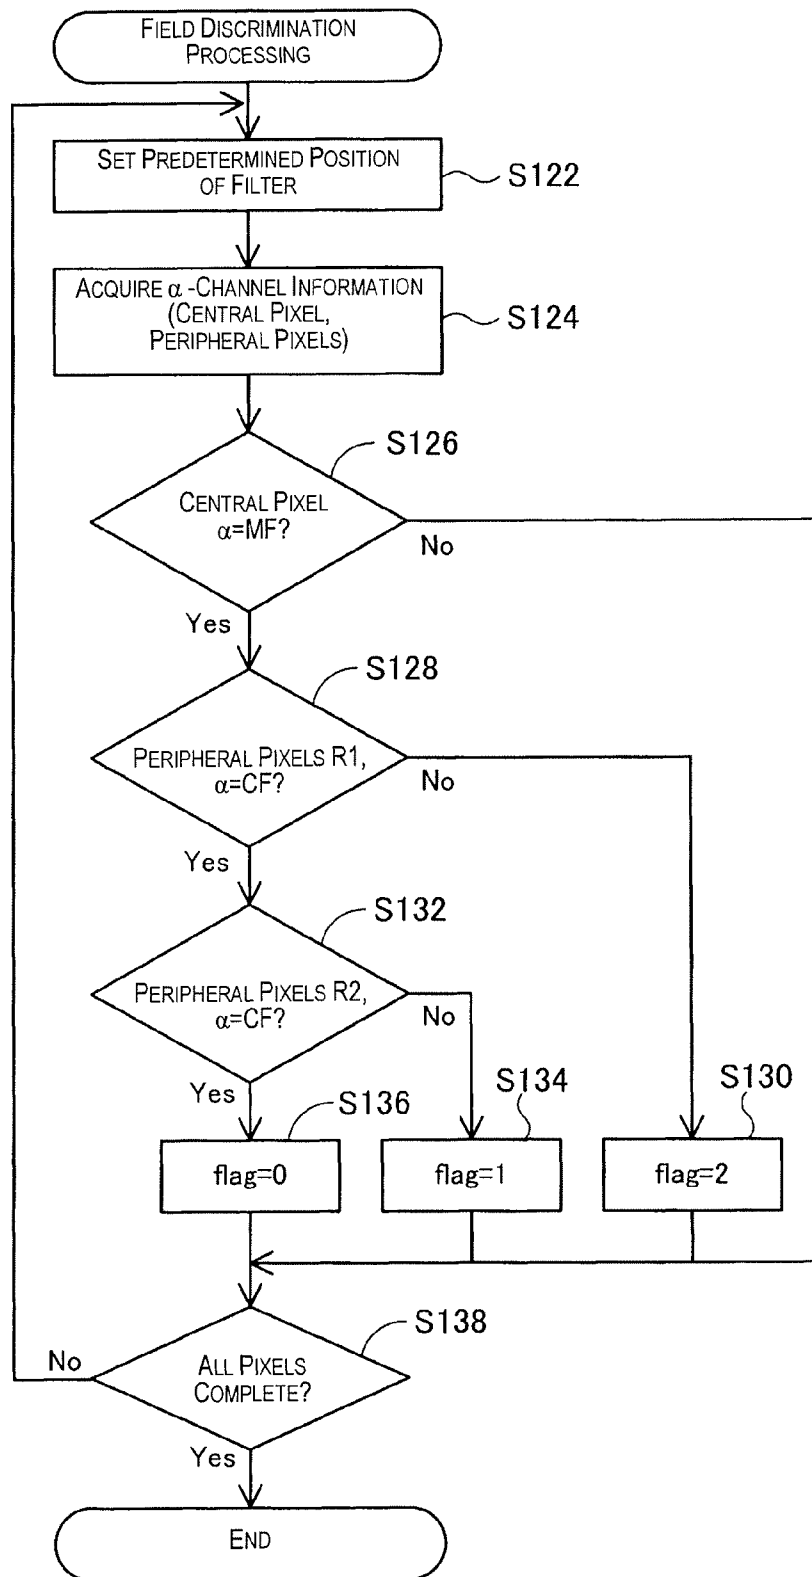 FIELD DISCRIMINATION
PROCESSING
SET PREDETERMINED POSITION
OF FILTER
S122
ACQUIRE α-CHANNEL INFORMATION
(CENTRAL PIXEL,
PERIPHERAL PIXELS)
S124
S126
CENTRAL PIXEL
α=MF?
No
Yes
S128
PERIPHERAL PIXELS R1,
α=CF?
No
Yes
S132
PERIPHERAL PIXELS R2,
α=CF?
No
Yes
S136
S134
S130
flag=0
flag=1
flag=2
S138
No
ALL PIXELS
COMPLETE?
Yes
END